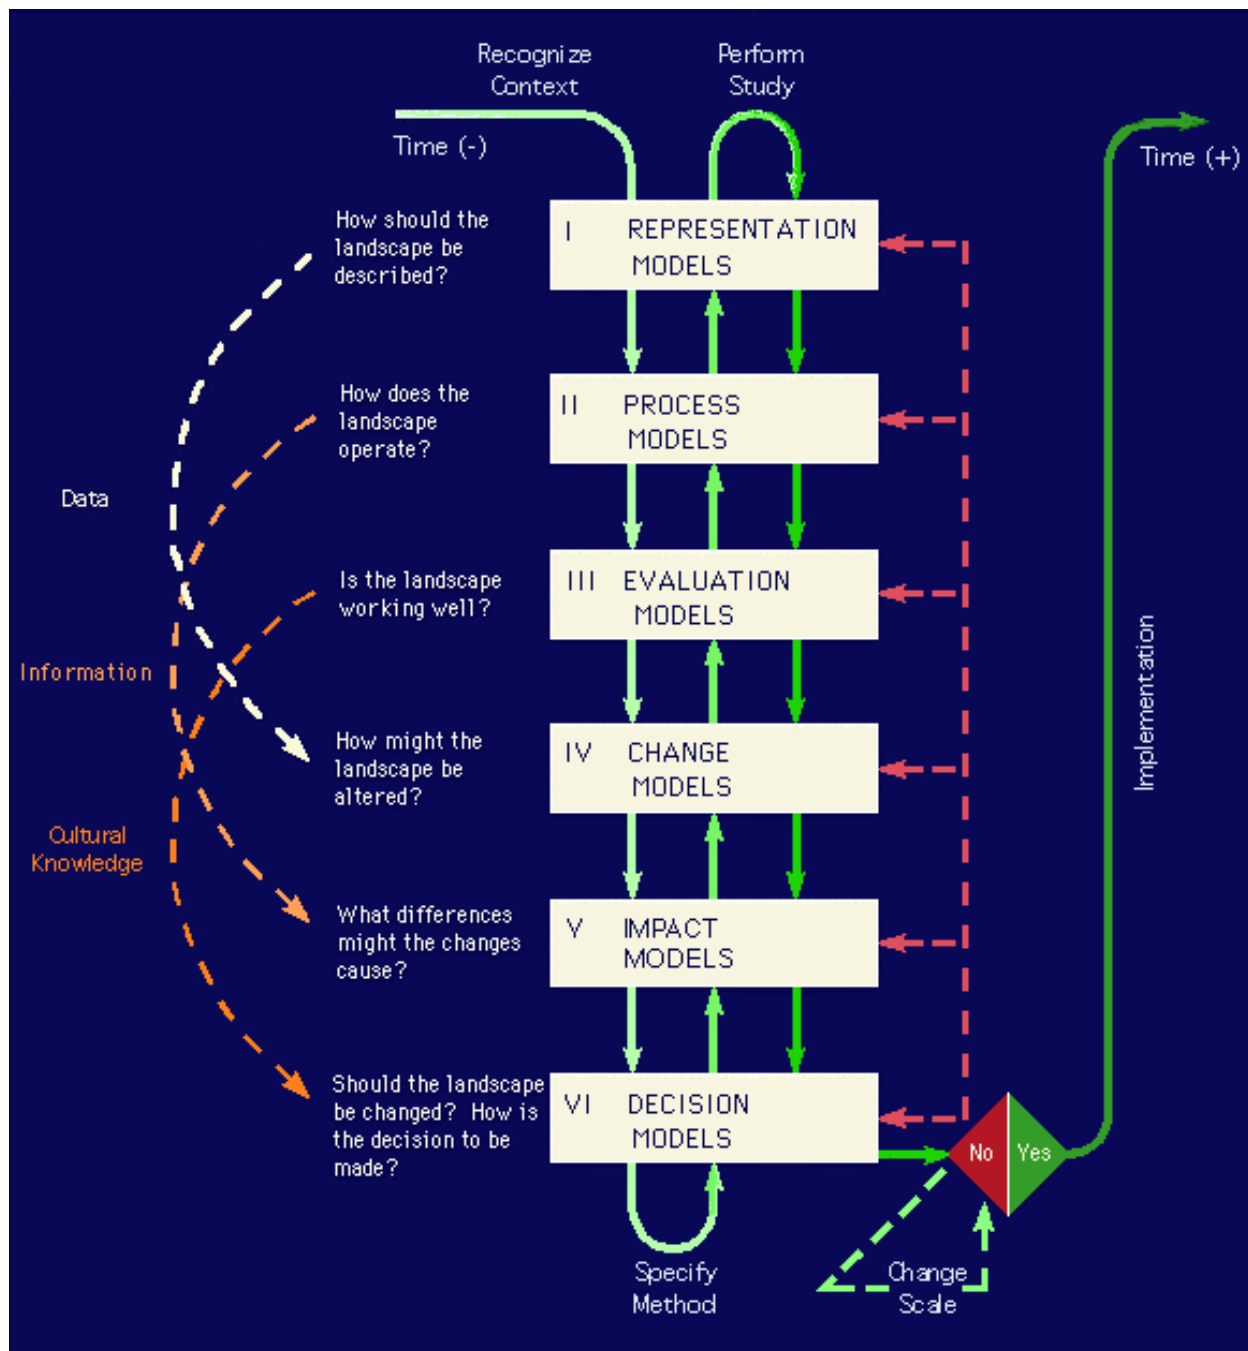 Recognize
Context
Perform
Study
Time (-)
Time (+)
How should the
landscape be
described?
I REPRESENTATION
MODELS
How does the
landscape
operate?
II PROCESS
MODELS
Data
Is the landscape
working well?
III EVALUATION
MODELS
Information
How might the
landscape be
altered?
IV CHANGE
MODELS
Implementation
Cultural
Knowledge
What differences
might the changes
cause?
V IMPACT
MODELS
Should the landscape
be changed? How is
the decision to be
made?
VI DECISION
MODELS
No Yes
Specify
Method
Change
Scale